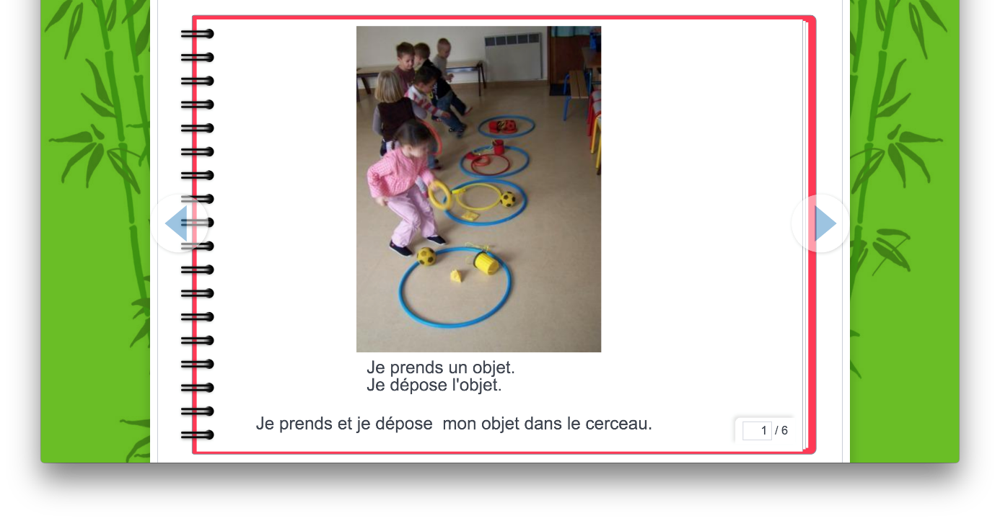 Je prends un objet.
Je dépose l'objet.
Je prends et je dépose  mon objet dans le cerceau.
1 / 6